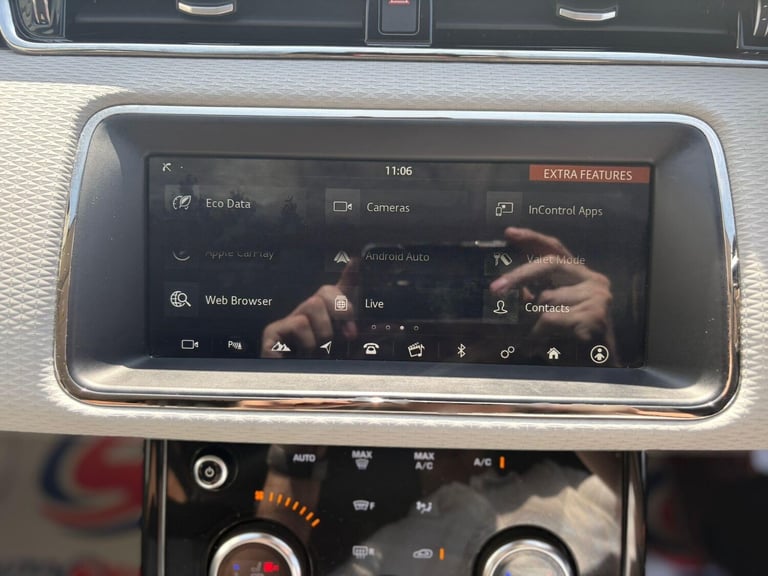 11:06
EXTRA FEATURES
Eco Data
Cameras
InControl Apps
Apple CarPlay
Android Auto
Valet Mode
Web Browser
Live
Contacts
AUTO
MAX
MAX
A/C
A/C
F
R